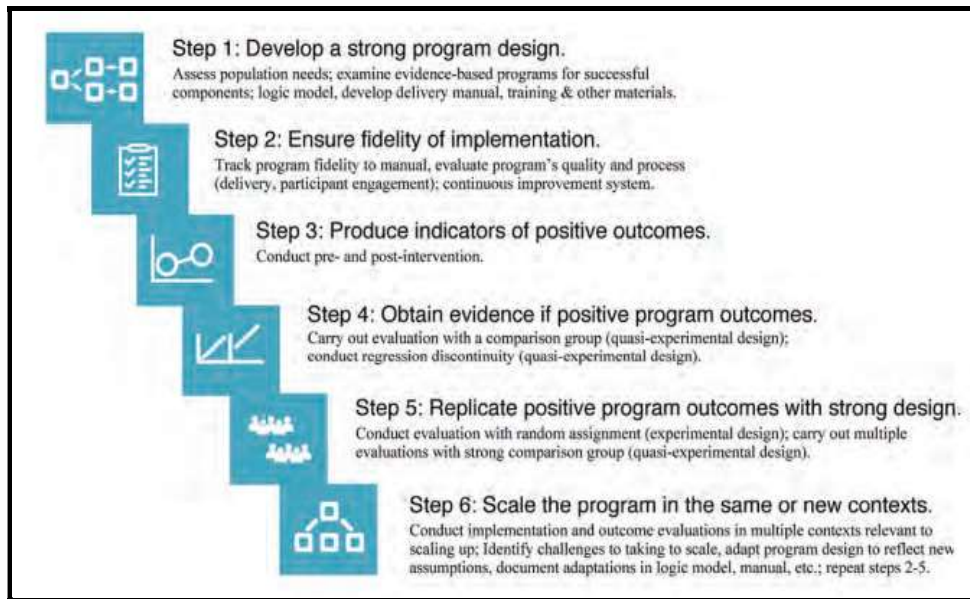 Step 1: Develop a strong program design.
Assess population needs; examine evidence-based programs for successful
components; logic model, develop delivery manual, training & other materials.
Step 2: Ensure fidelity of implementation.
Track program fidelity to manual, evaluate program's quality and process
(delivery, participant engagement); continuous improvement system.
Step 3: Produce indicators of positive outcomes.
Conduct pre- and post-intervention.
Step 4: Obtain evidence if positive program outcomes.
Carry out evaluation with a comparison group (quasi-experimental design);
conduct regression discontinuity (quasi-experimental design).
Step 5: Replicate positive program outcomes with strong design.
Conduct evaluation with random assignment (experimental design); carry out multiple
evaluations with strong comparison group (quasi-experimental design).
Step 6: Scale the program in the same or new contexts.
Conduct implementation and outcome evaluations in multiple contexts relevant to
scaling up; Identify challenges to taking to scale, adapt program design to reflect new
assumptions, document adaptations in logic model, manual, etc.; repeat steps 2-5.